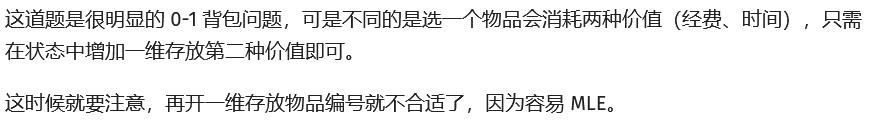 这道题是很明显的 0-1 背包问题，可是不同的是选一个物品会消耗两种价值（经费、时间），只需
在状态中增加一维存放第二种价值即可。
这时候就要注意，再开一维存放物品编号就不合适了，因为容易 MLE。